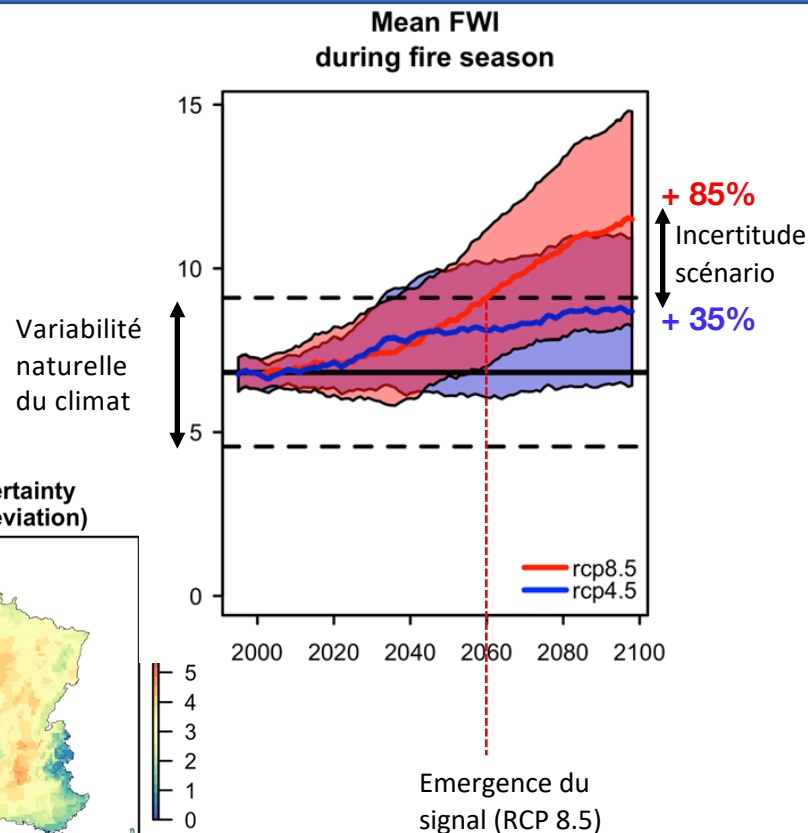 Mean FWI
during fire season
15
10
5
0
2000 2020 2040 2060 2080 2100
rcp8.5
rcp4.5
+ 85%
Incertitude
scénario
+ 35%
Variabilité
naturelle
du climat
ertainty
eviation)
5
4
3
2
1
0
Emergence du
signal (RCP 8.5)